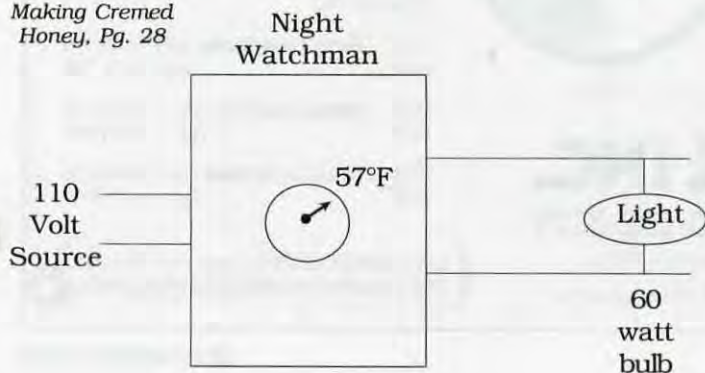 Making Cremed
Honey, Pg. 28
Night
Watchman
57°F
110
Volt
Source
Light
60
watt
bulb